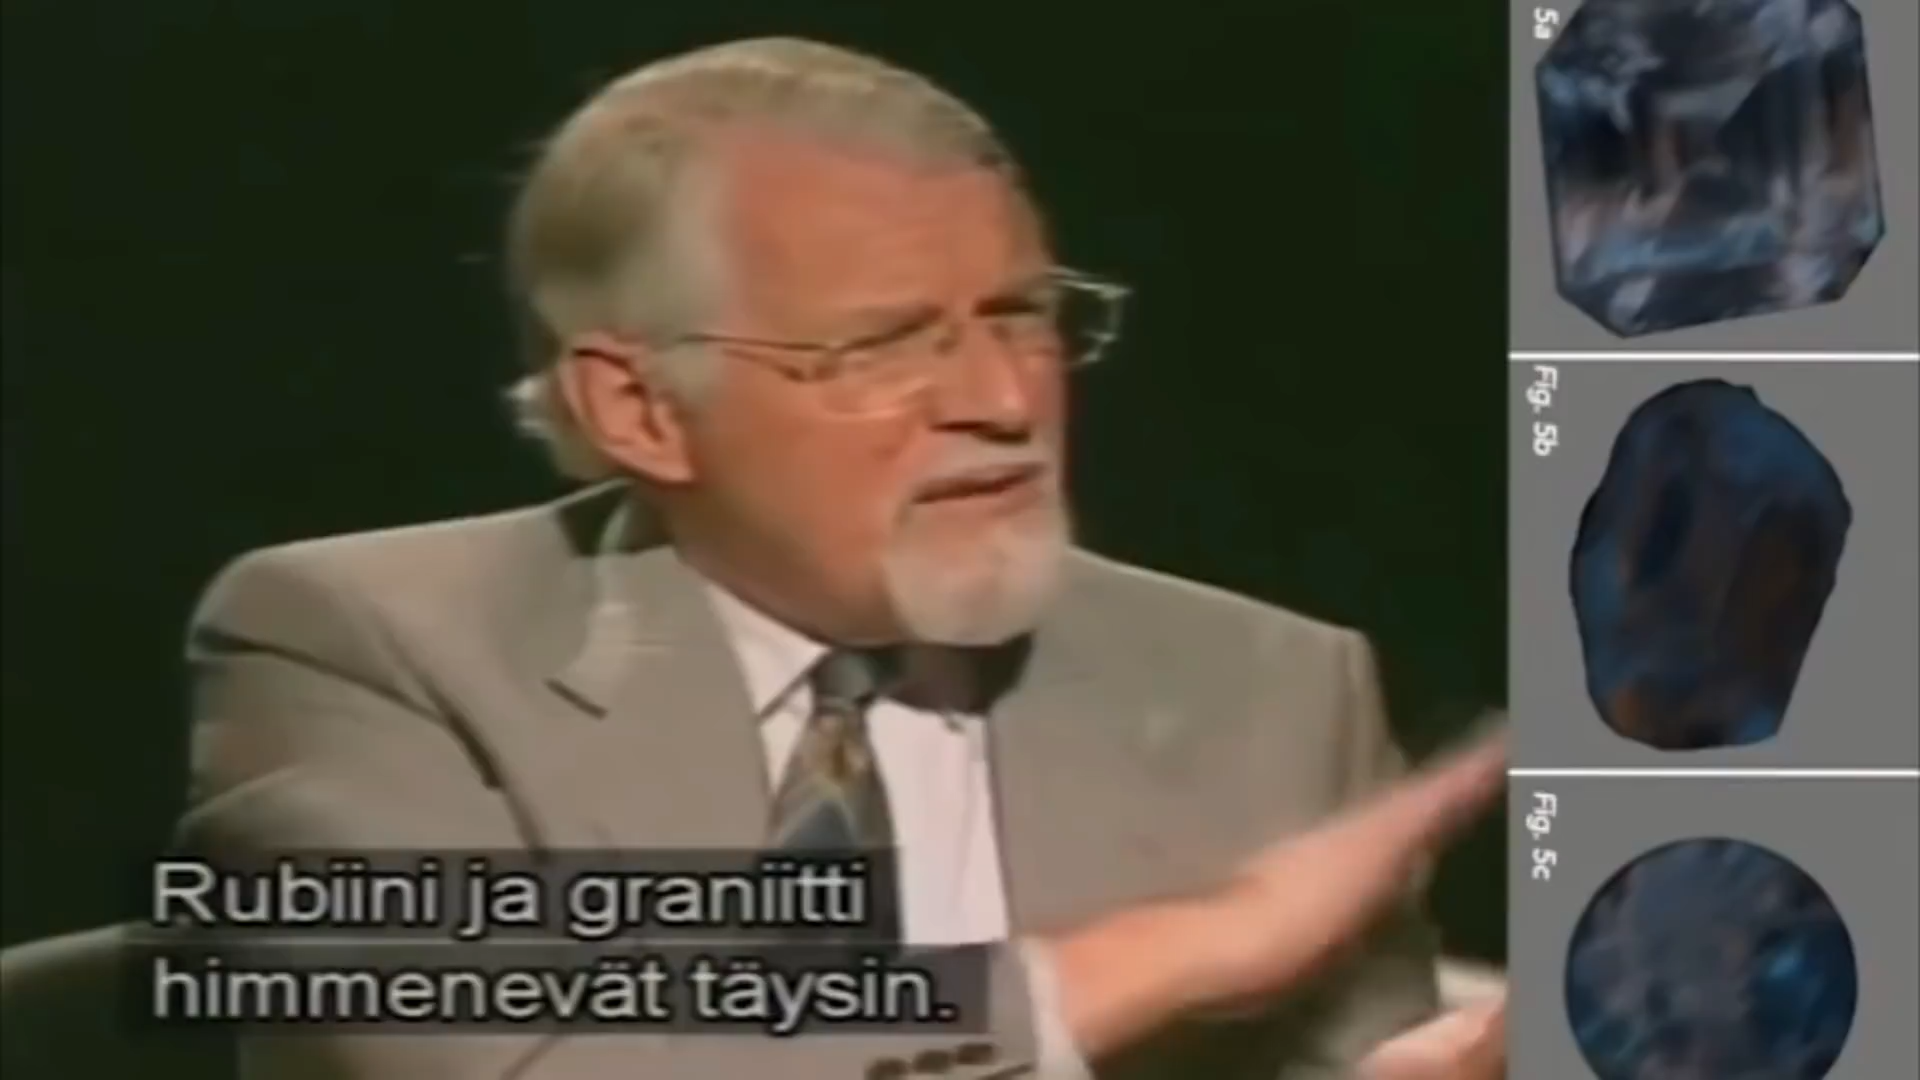 Rubiini ja graniitti
himmenevät täysin.
5a
Fig. 5b
Fig. 5c